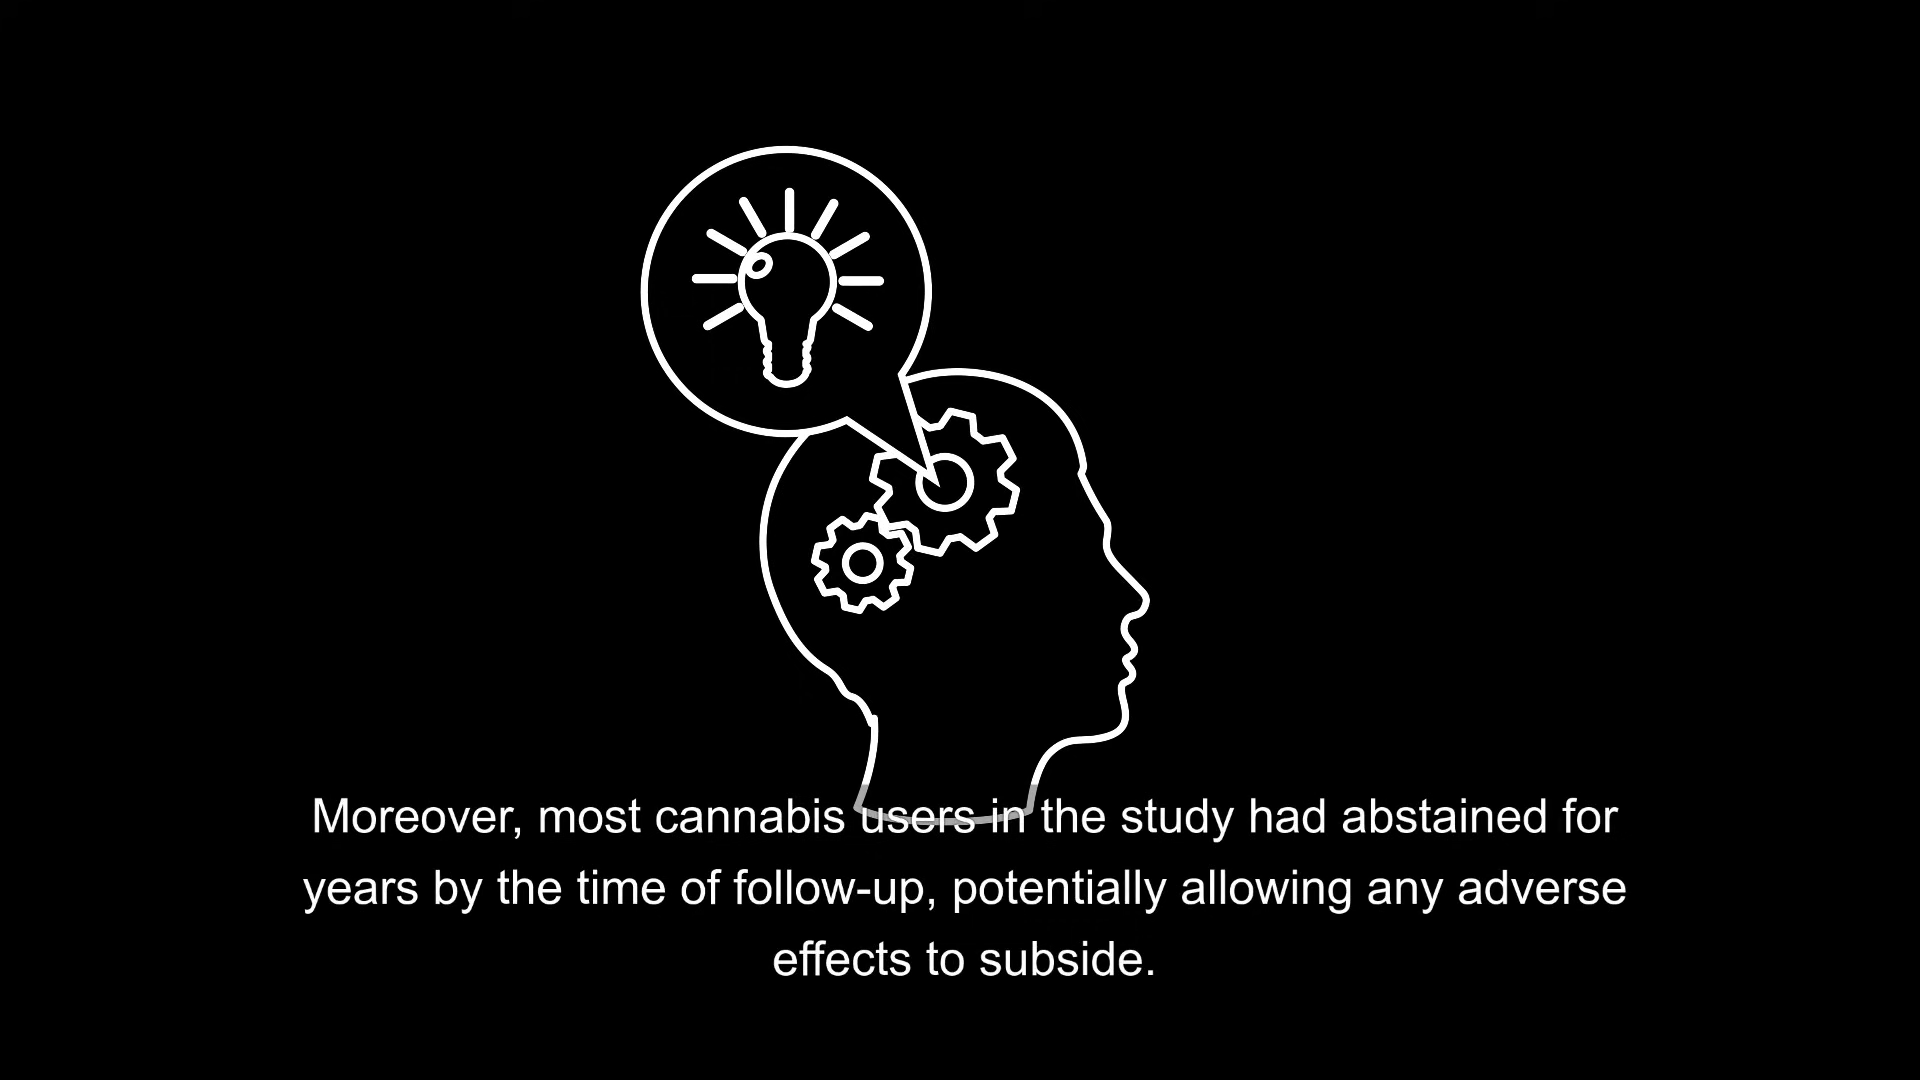 Moreover, most cannabis users in the study had abstained for
years by the time of follow-up, potentially allowing any adverse
effects to subside.